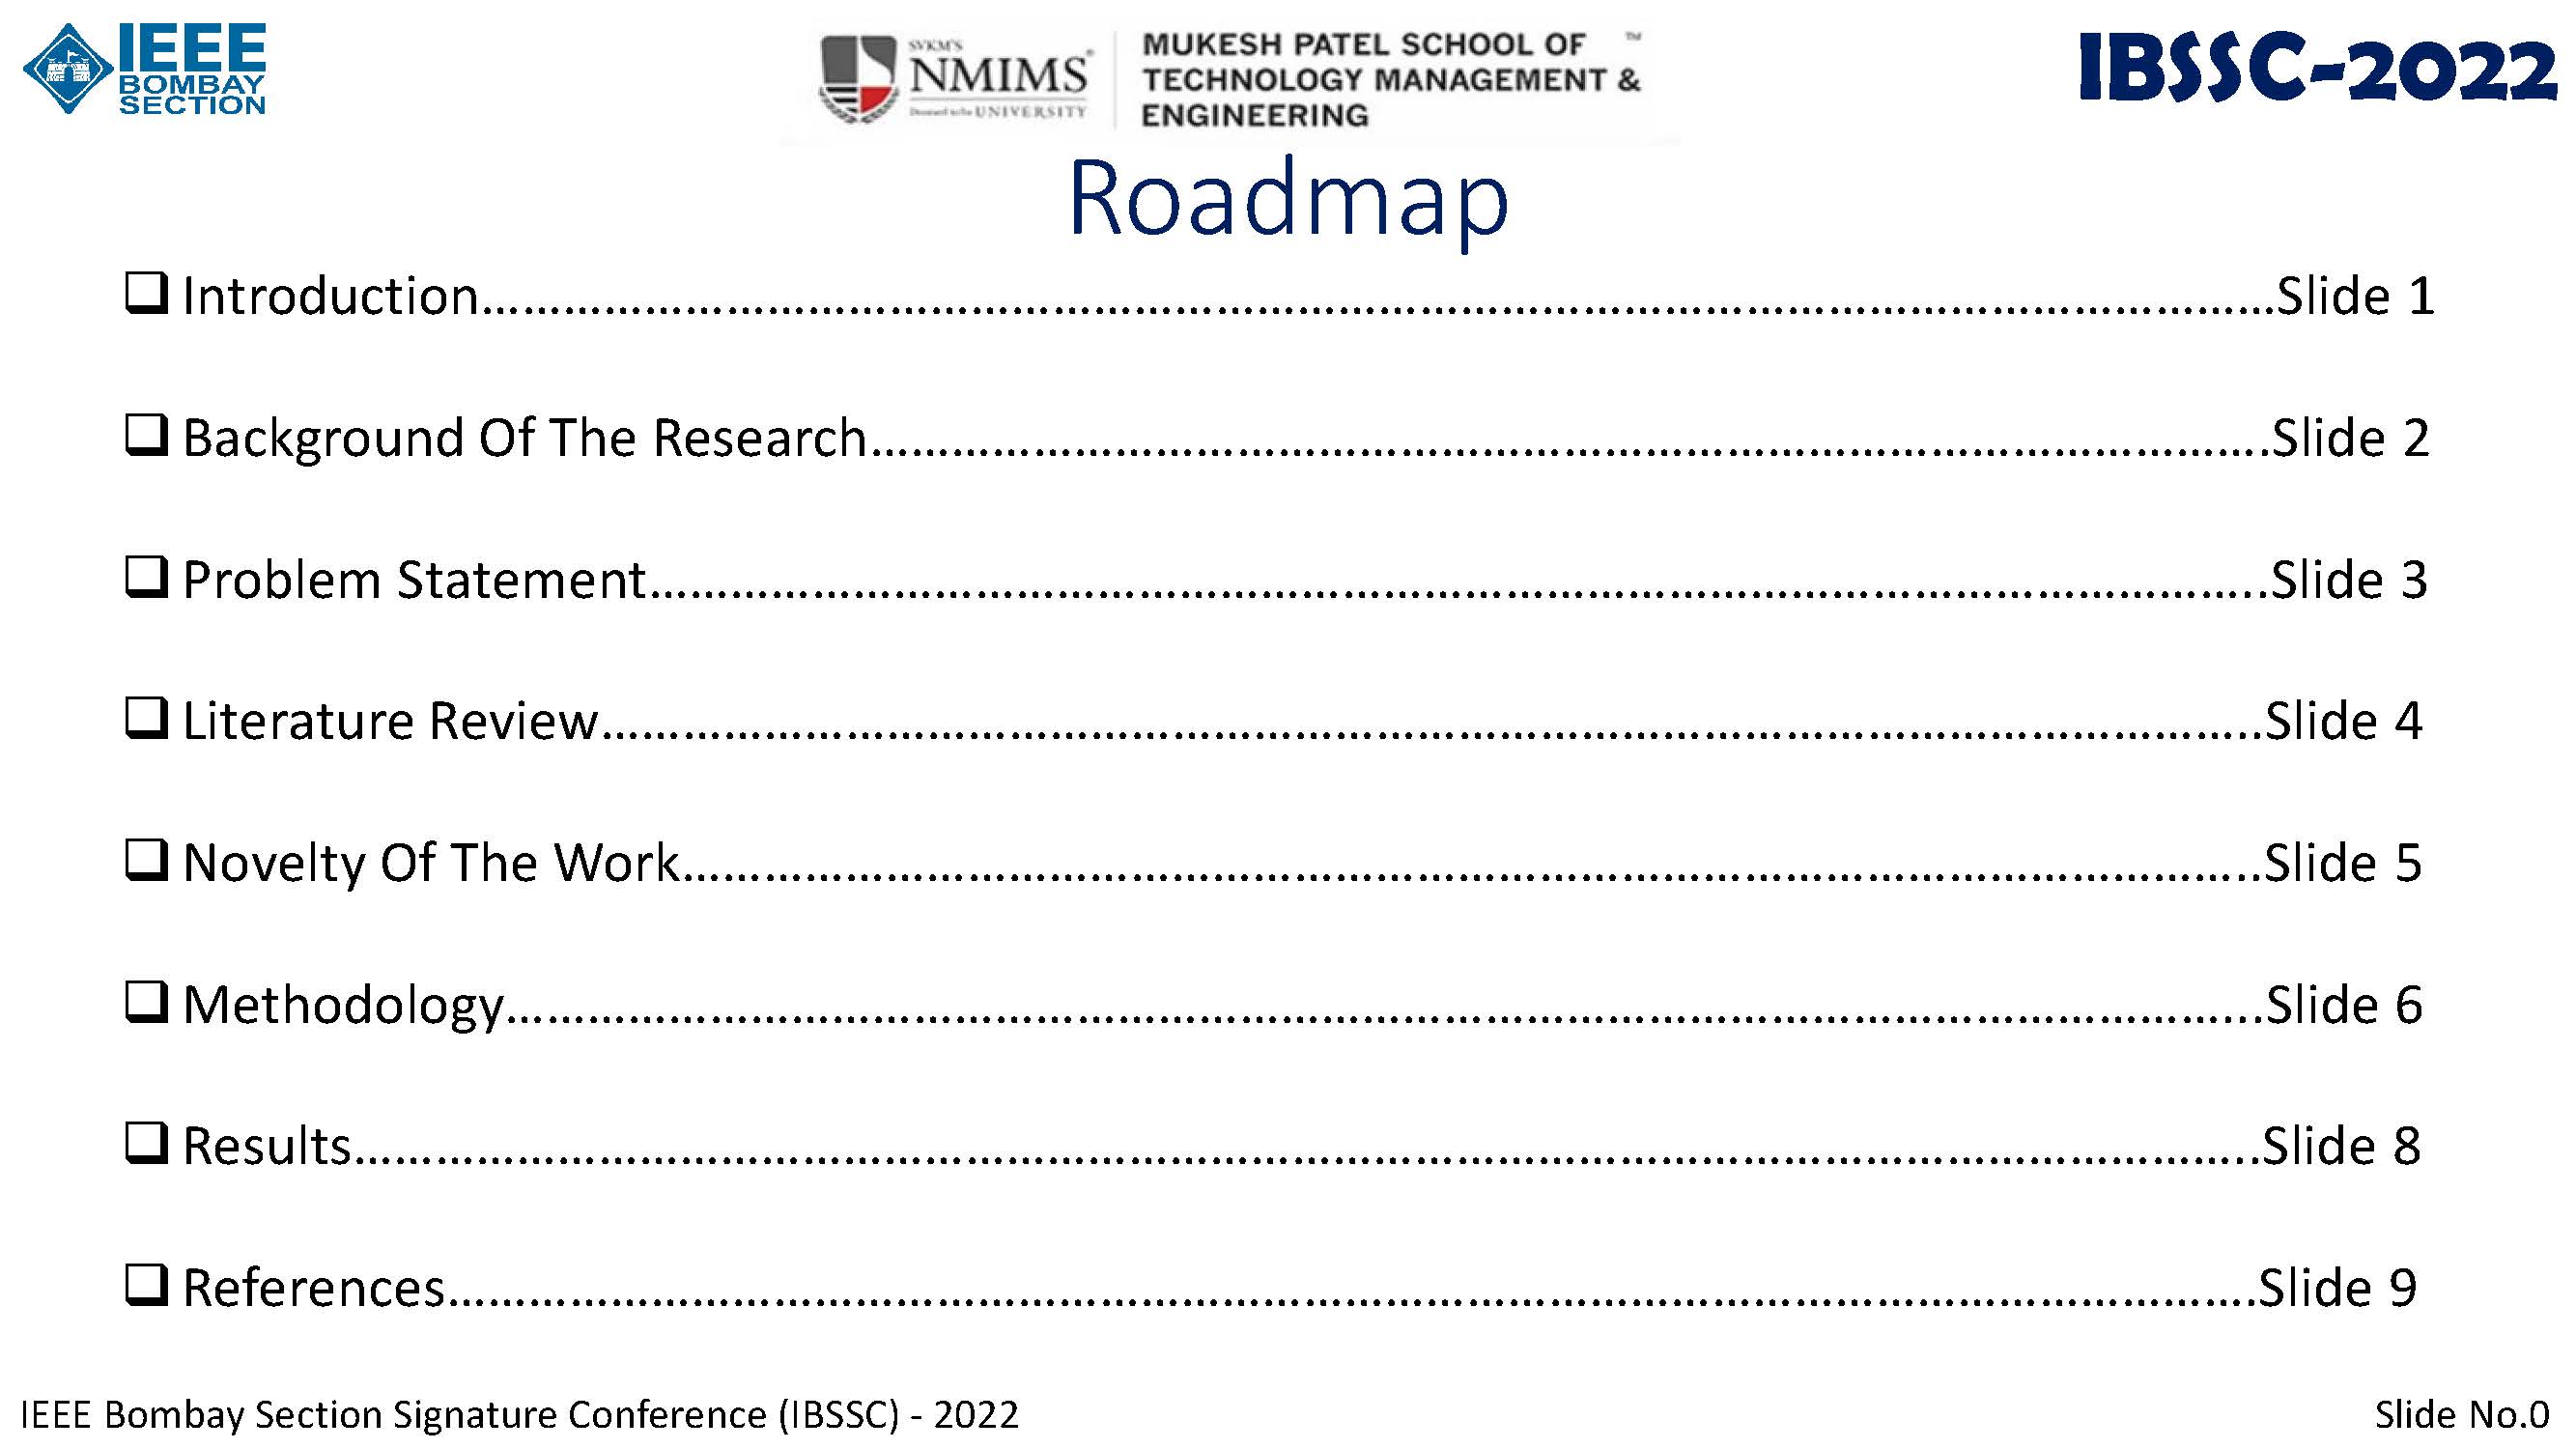 IEEE
BOMBAY
SECTION
SVKM'S
NMIMS®
Deemed to be UNIVERSITY
MUKESH PATEL SCHOOL OF ™
TECHNOLOGY MANAGEMENT &
ENGINEERING
IBSSC-2022
Roadmap
❑ Introduction……………………………………………………………………………………………………………………Slide 1
❑ Background Of The Research…………………………………………………………………………………………….Slide 2
❑ Problem Statement…………………………………………………………………………………………………………..Slide 3
❑ Literature Review……………………………………………………………………………………………………………..Slide 4
❑ Novelty Of The Work………………………………………………………………………………………………………..Slide 5
❑ Methodology…………………………………………………………………………………………………………………...Slide 6
❑ Results……………………………………………………………………………………………………………………………..Slide 8
❑ References……………………………………………………………………………………………………………………….Slide 9
IEEE Bombay Section Signature Conference (IBSSC) - 2022
Slide No.0